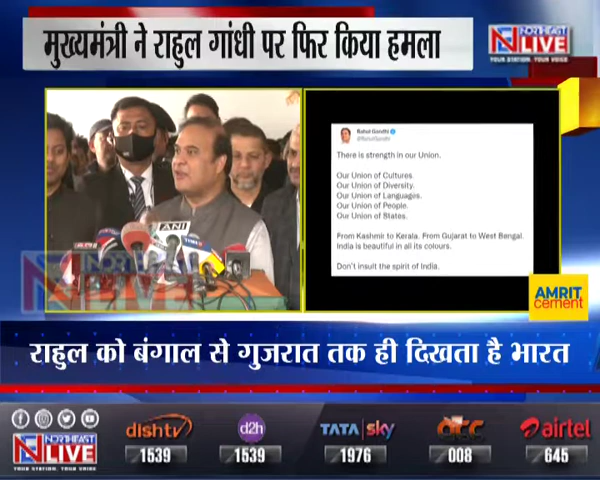 मुख्यमंत्री ने राहुल गांधी पर फिर किया हमला
NORTHEAST
LIVE
YOUR STATION. YOUR VOICE
Rahul Gandhi
@RahulGandhi
There is strength in our Union.
Our Union of Cultures.
Our Union of Diversity.
Our Union of Languages.
Our Union of People.
Our Union of States.
From Kashmir to Kerala. From Gujarat to West Bengal.
India is beautiful in all its colours.
Don't insult the spirit of India.
ANI
NORTHEAST
LIVE
AMRIT
cement
राहुल को बंगाल से गुजरात तक ही दिखता है भारत
NORTHEAST
LIVE
YOUR STATION. YOUR VOICE
dishtv
1539
d2h
1539
TATA sky
1976
GTC
008
airtel
645